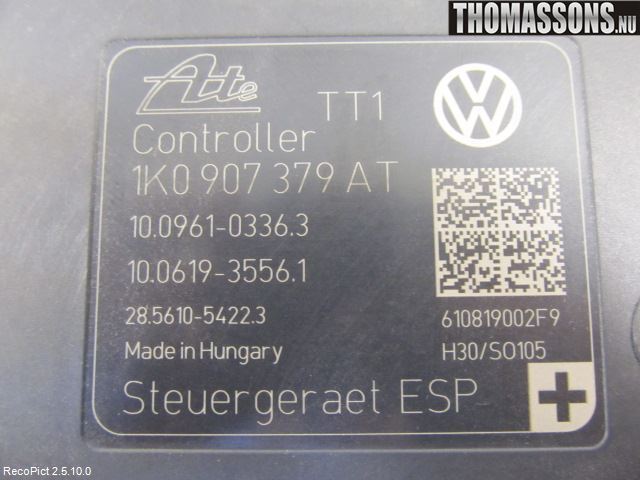 THOMASSONS.NU
Ate
TT1
VW
Controller
1K0 907 379 AT
10.0961-0336.3
10.0619-3556.1
28.5610-5422.3
610819002F9
Made in Hungary
H30/SO105
Steuergeraet ESP
RecoPict 2.5.10.0